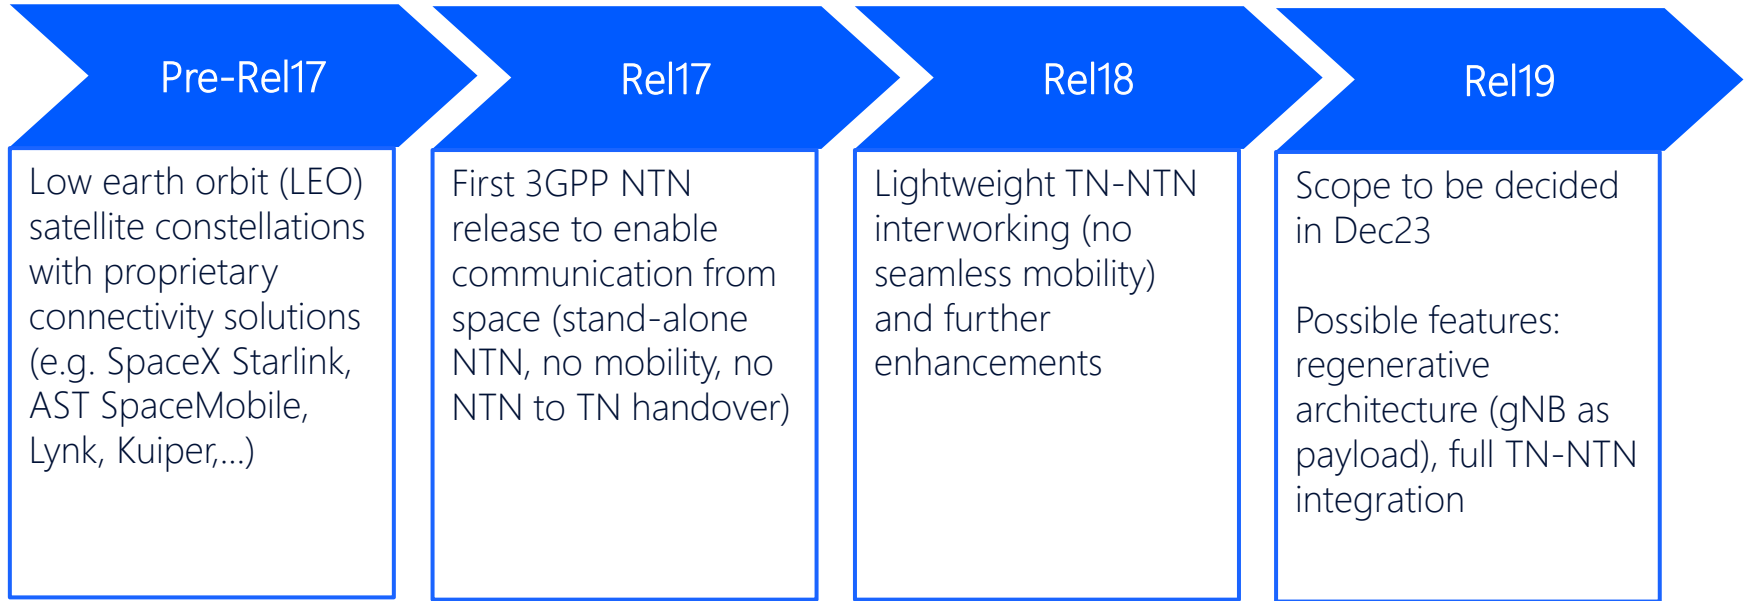 Pre-Rel17
Low earth orbit (LEO)
satellite constellations
with proprietary
connectivity solutions
(e.g. SpaceX Starlink,
AST SpaceMobile,
Lynk, Kuiper,...)
Rel17
First 3GPP NTN
release to enable
communication from
space (stand-alone
NTN, no mobility, no
NTN to TN handover)
Rel18
Lightweight TN-NTN
interworking (no
seamless mobility)
and further
enhancements
Rel19
Scope to be decided
in Dec23
Possible features:
regenerative
architecture (gNB as
payload), full TN-NTN
integration